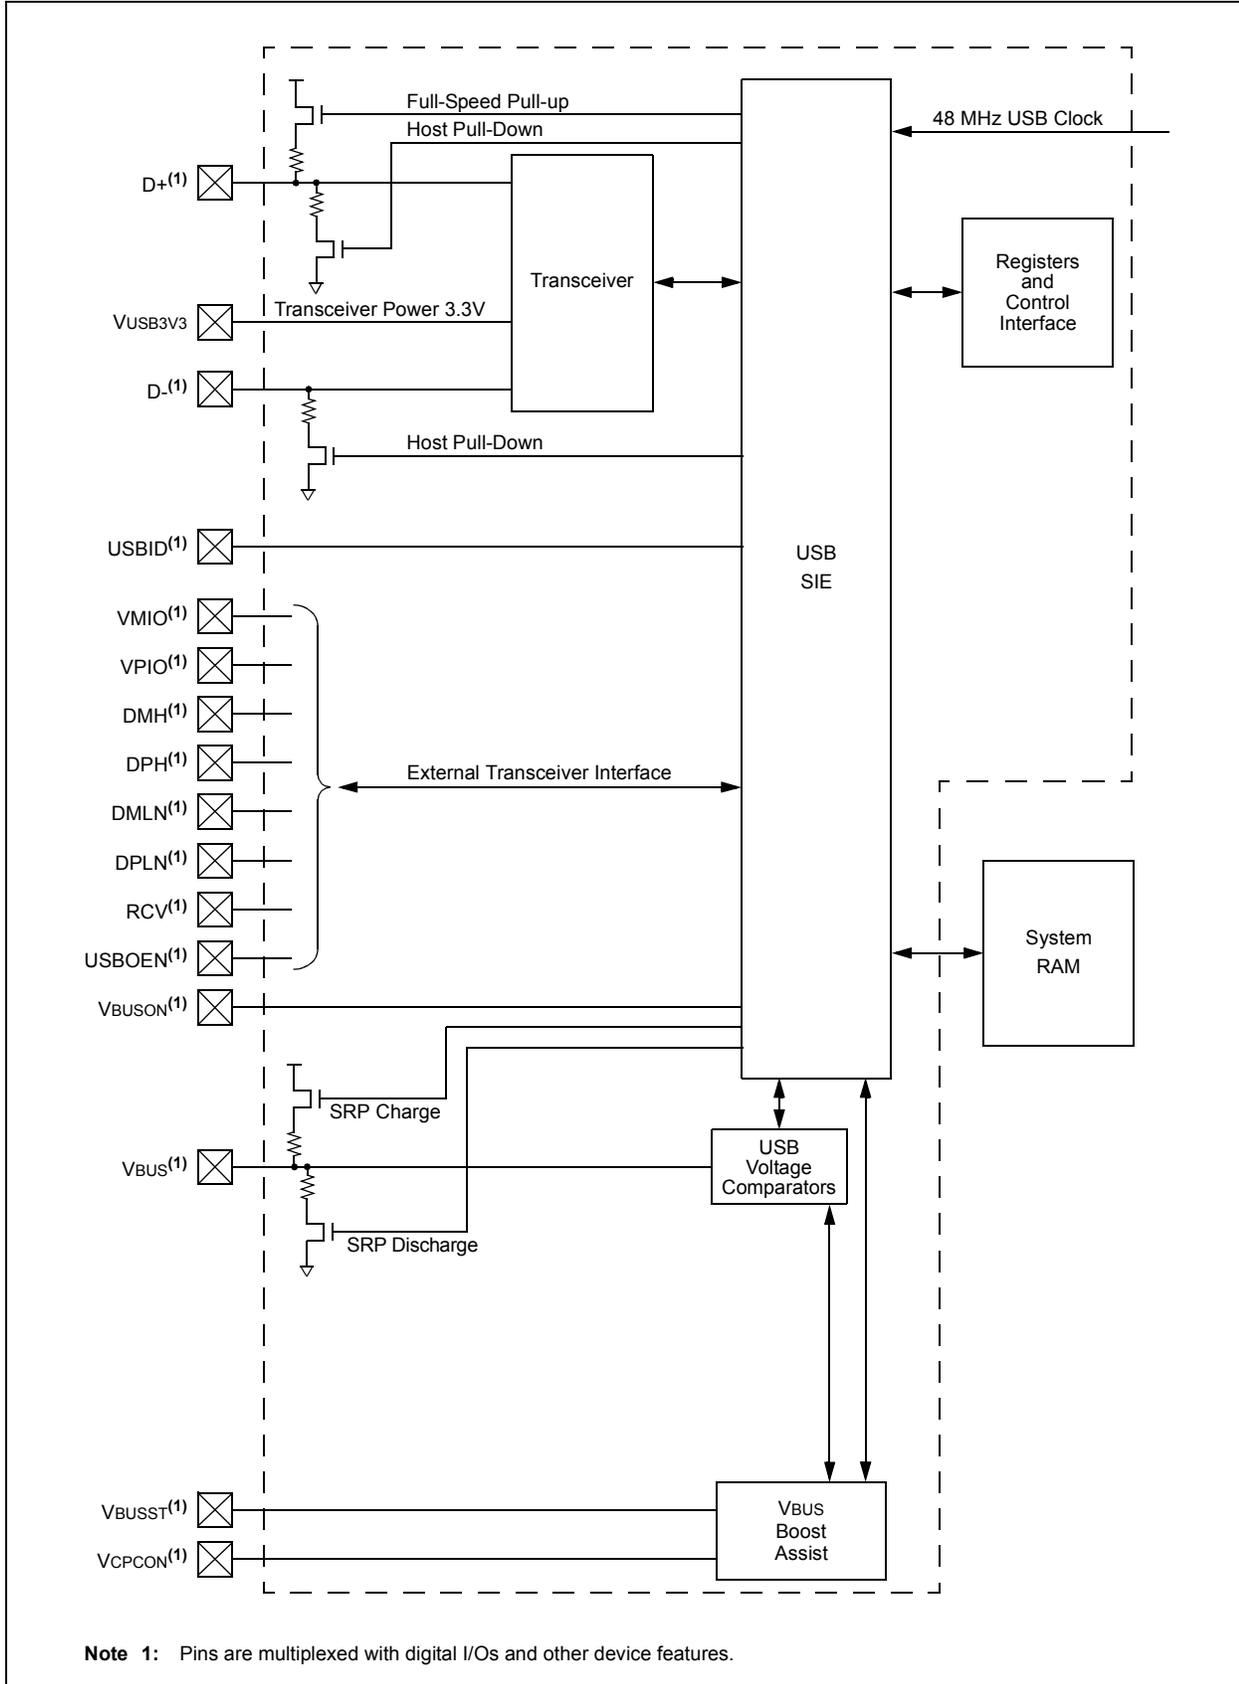 Full-Speed Pull-up
48 MHz USB Clock
Host Pull-Down
D+(1)
Registers
and
Control
Interface
Transceiver
Transceiver Power 3.3V
VUSB3V3
D-(1)
Host Pull-Down
USBID(1)
USB
SIE
VMIO(1)
VPIO(1)
DMH(1)
DPH(1)
External Transceiver Interface
DMLN(1)
DPLN(1)
RCV(1)
System
RAM
USBOEN(1)
VBUSON(1)
SRP Charge
USB
Voltage
Comparators
VBUS(1)
SRP Discharge
VBUSST(1)
VBUS
Boost
Assist
VCPCON(1)
Note 1: Pins are multiplexed with digital I/Os and other device features.